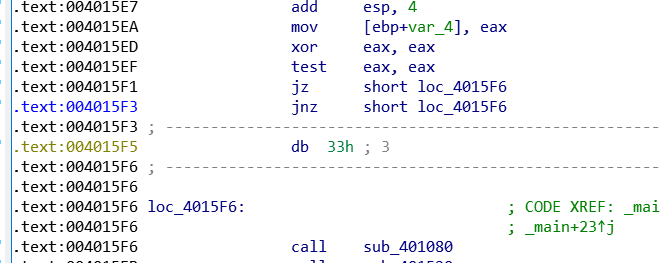 .text:004015E7 add esp, 4
.text:004015EA mov [ebp+var_4], eax
.text:004015ED xor eax, eax
.text:004015EF test eax, eax
.text:004015F1 jz short loc_4015F6
.text:004015F3 jnz short loc_4015F6
.text:004015F3 ; ---------------------------------------------------------
.text:004015F5 db 33h ; 3
.text:004015F6 ; ---------------------------------------------------------
.text:004015F6
.text:004015F6 loc_4015F6: ; CODE XREF: _mai
.text:004015F6 ; _main+23↑j
.text:004015F6 call sub_401080